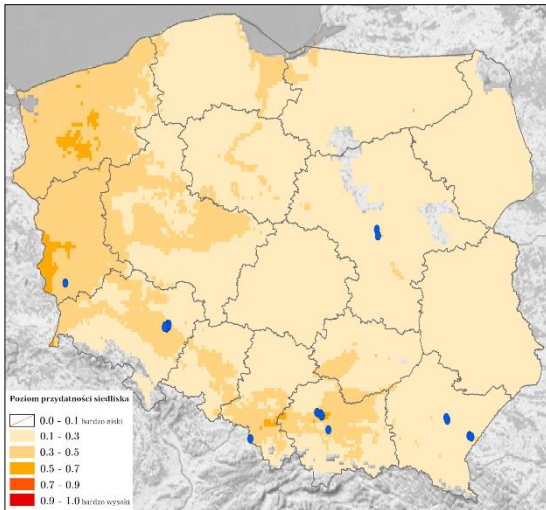 Poziom przydatności siedliska
0.0 - 0.1 bardzo niski
0.1 - 0.3
0.3 - 0.5
0.5 - 0.7
0.7 - 0.9
0.9 - 1.0 bardzo wysoki